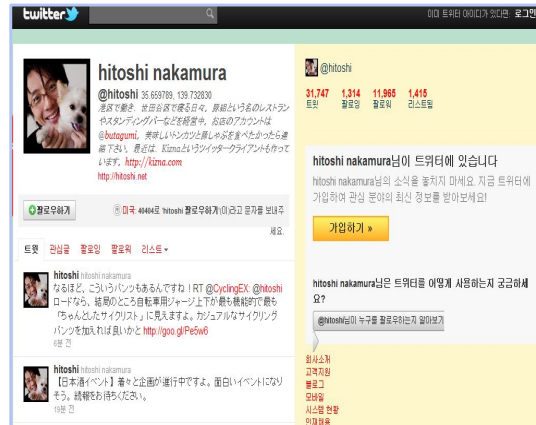 twitter
이미 트위터 아이디가 있다면 로그인
hitoshi nakamura
@hitoshi 35.659789, 139.732830
港区で働き、世田谷区で寝る日々。豚組という名のレストラン
やスタンディングバーなどを経営中。お店のアカウントは
@butagumi。美味しいトンカツと豚しゃぶを食べたかったら連
絡下さい。最近は、Kiznaというツイッタークライアントも作って
います。http://kizna.com
http://hitoshi.net
팔로우하기
미국: 40404로 'hitoshi 팔로우하기'(이)라고 문자를 보내주
세요.
트윗 관심글 팔로잉 팔로워 리스트
hitoshi hitoshi nakamura
なるほど、こういうパンツもあるんですね！RT @CyclingEX: @hitoshi
ロードなら、結局のところ自転車用ジャージ上下が最も機能的で最も
「ちゃんとしたサイクリスト」に見えますよ。カジュアルなサイクリング
パンツを加えれば良いかと http://goo.gl/Pe5w6
6분 전
hitoshi hitoshi nakamura
【日本酒イベント】着々と企画が進行中ですよ。面白いイベントになり
そう。続報をお待ちください。
19분 전
@hitoshi
31,747 1,314 11,965 1,415
트윗 팔로잉 팔로워 리스트됨
hitoshi nakamura님이 트위터에 있습니다
hitoshi nakamura님의 소식을 놓치지 마세요. 지금 트위터에
가입하여 관심 분야의 최신 정보를 받아보세요!
가입하기 »
hitoshi nakamura님은 트위터를 어떻게 사용하는지 궁금하세
요?
@hitoshi님이 누구를 팔로우하는지 알아보기
회사소개
고객지원
블로그
모바일
시스템 현황
인재채용